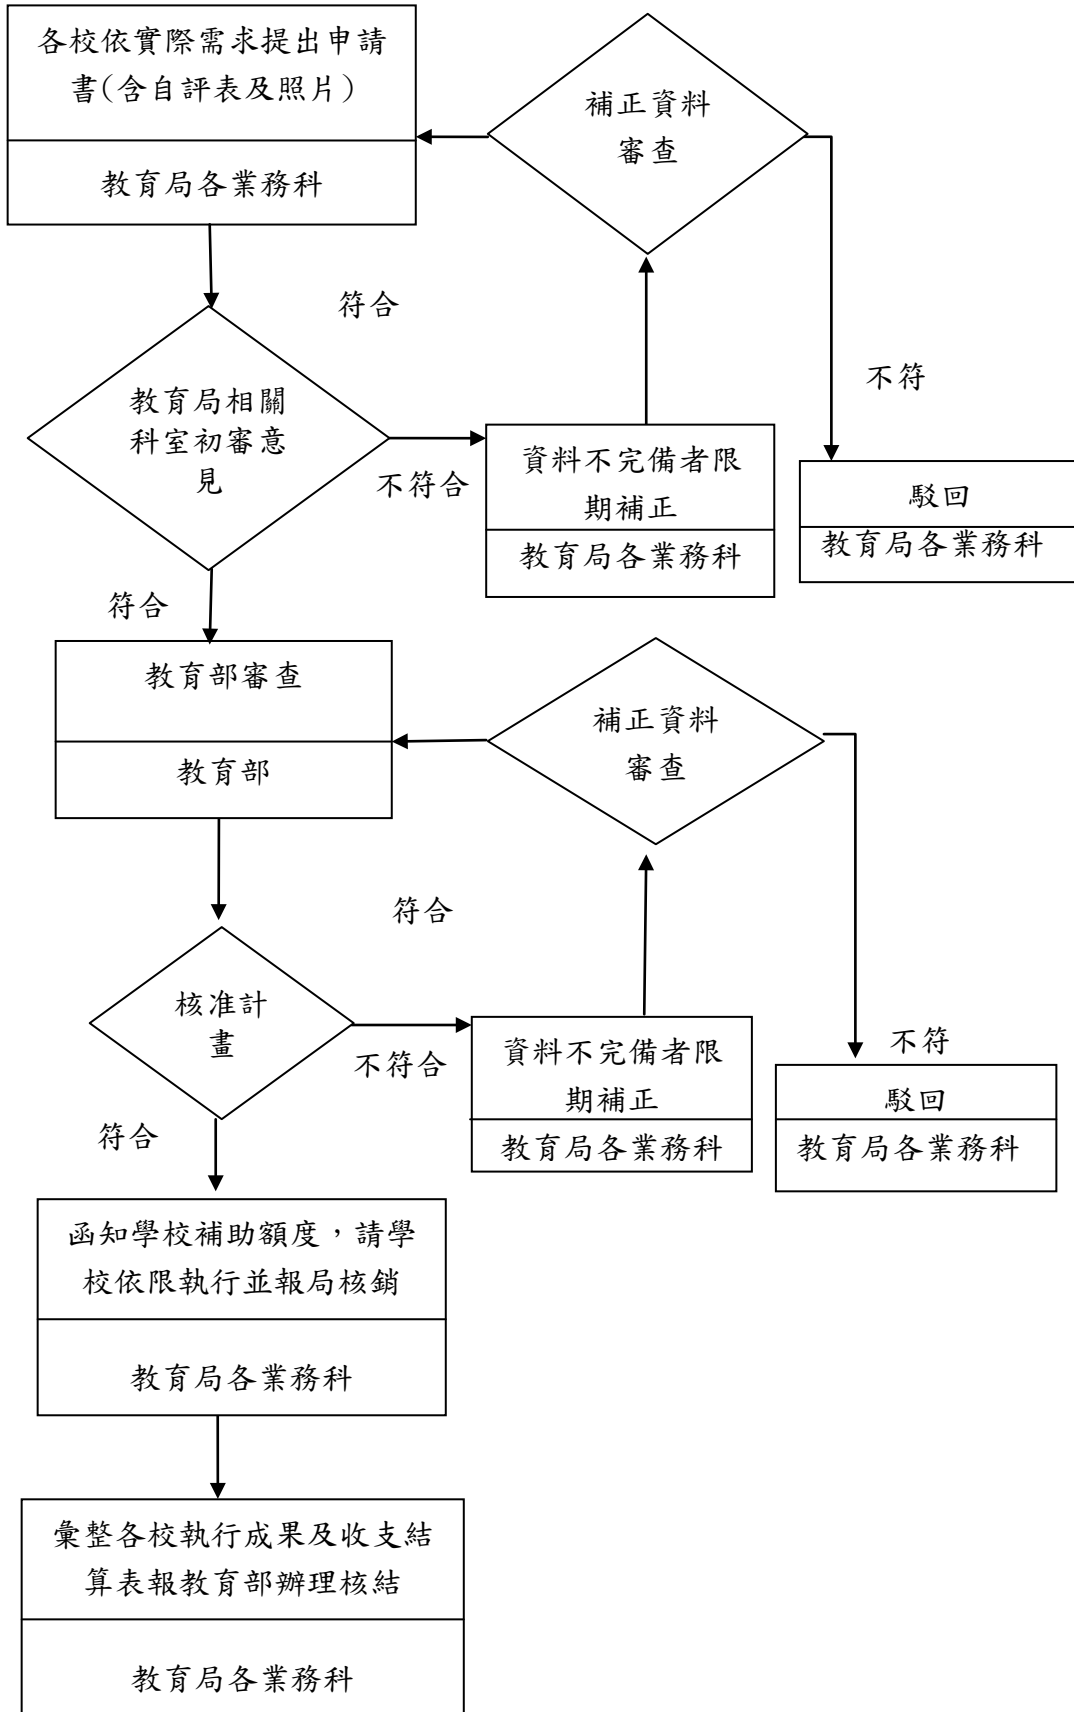 各校依實際需求提出申請
書(含自評表及照片)
教育局各業務科
補正資料
審查
符合
不符
教育局相關
科室初審意
見
不符合
資料不完備者限
期補正
教育局各業務科
駁回
教育局各業務科
符合
教育部審查
教育部
補正資料
審查
符合
核准計
畫
不符合
資料不完備者限
期補正
教育局各業務科
不符
駁回
教育局各業務科
符合
函知學校補助額度，請學
校依限執行並報局核銷
教育局各業務科
彙整各校執行成果及收支結
算表報教育部辦理核結
教育局各業務科